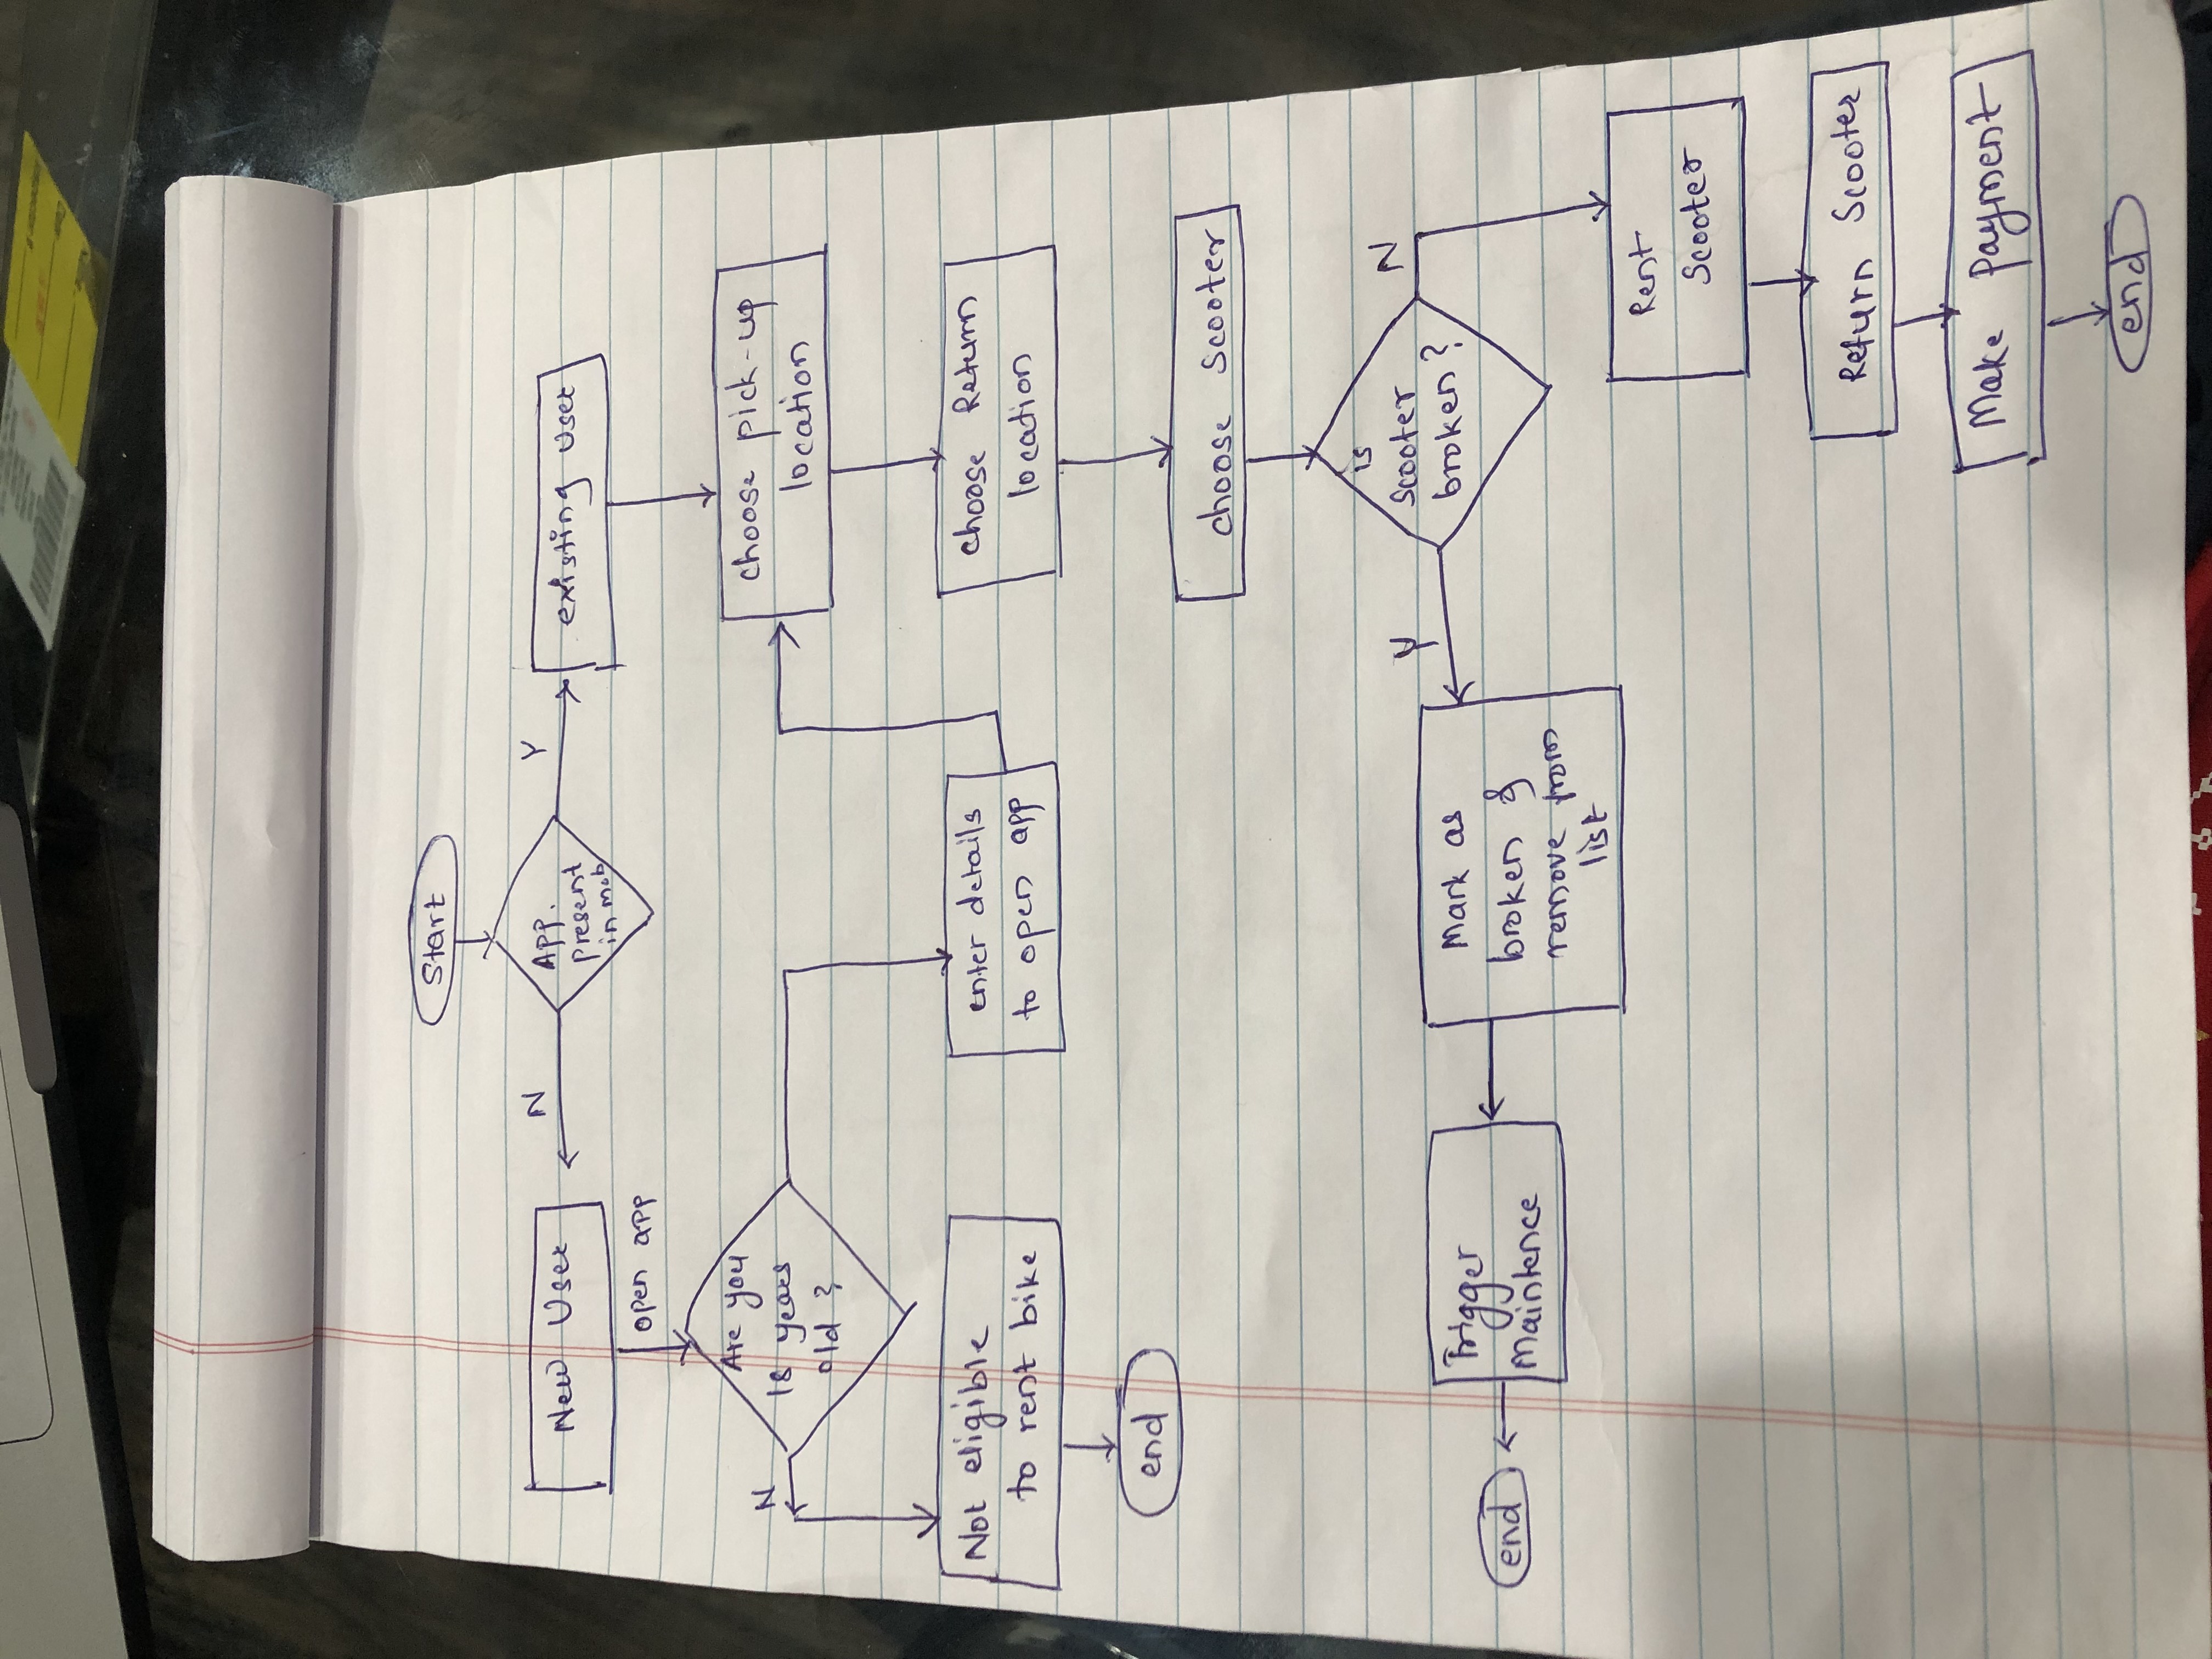 Start
App.
present
in mob
N
Y
New User
existing User
open app
Are you
18 years
old ?
N
choose pick-up
location
Not eligible
to rent bike
enter details
to open app
choose Return
location
end
choose Scooter
is
Scooter
broken?
Y
N
Mark as
broken &
remove from
list
Trigger
Maintence
end
Rent
Scooter
Return Scooter
Make Payment
end